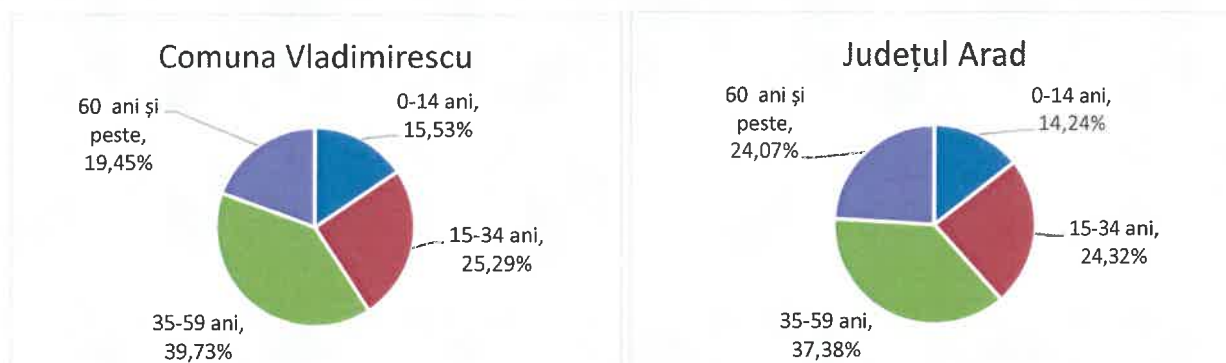 Comuna Vladimirescu
60 ani și
peste,
19,45%
0-14 ani,
15,53%
15-34 ani,
25,29%
35-59 ani,
39,73%
Județul Arad
60 ani și
peste,
24,07%
0-14 ani,
14,24%
15-34 ani,
24,32%
35-59 ani,
37,38%